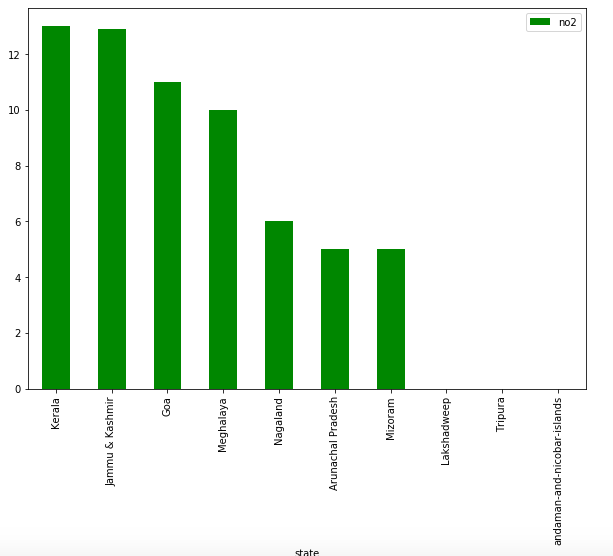 no2
12
10
8
6
4
2
0
Kerala
Jammu & Kashmir
Goa
Meghalaya
Nagaland
Arunachal Pradesh
Mizoram
Lakshadweep
Tripura
andaman-and-nicobar-islands
state